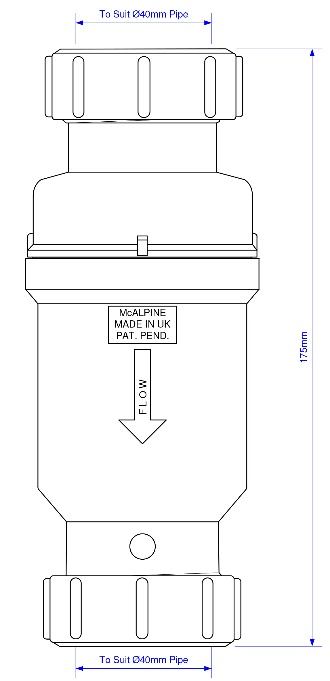 To Suit Ø40mm Pipe
175mm
McALPINE
MADE IN UK
PAT. PEND.
FLOW
To Suit Ø40mm Pipe